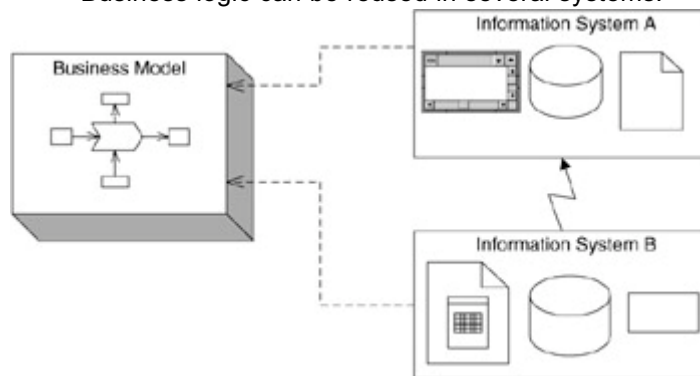 Business logic can be reused in several systems.
Information System A
Business Model
Information System B